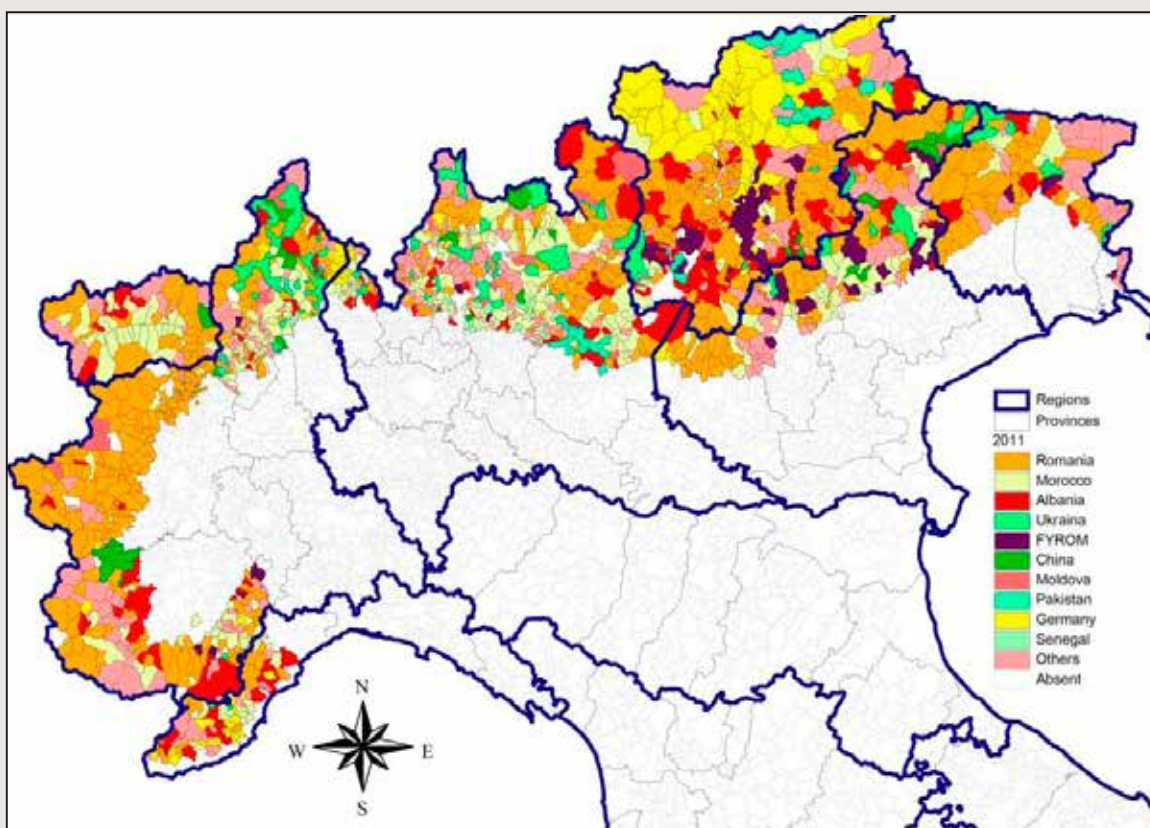 Regions
Provinces
2011
Romania
Morocco
Albania
Ukraina
FYROM
China
Moldova
Pakistan
Germany
Senegal
Others
Absent
N
W E
S